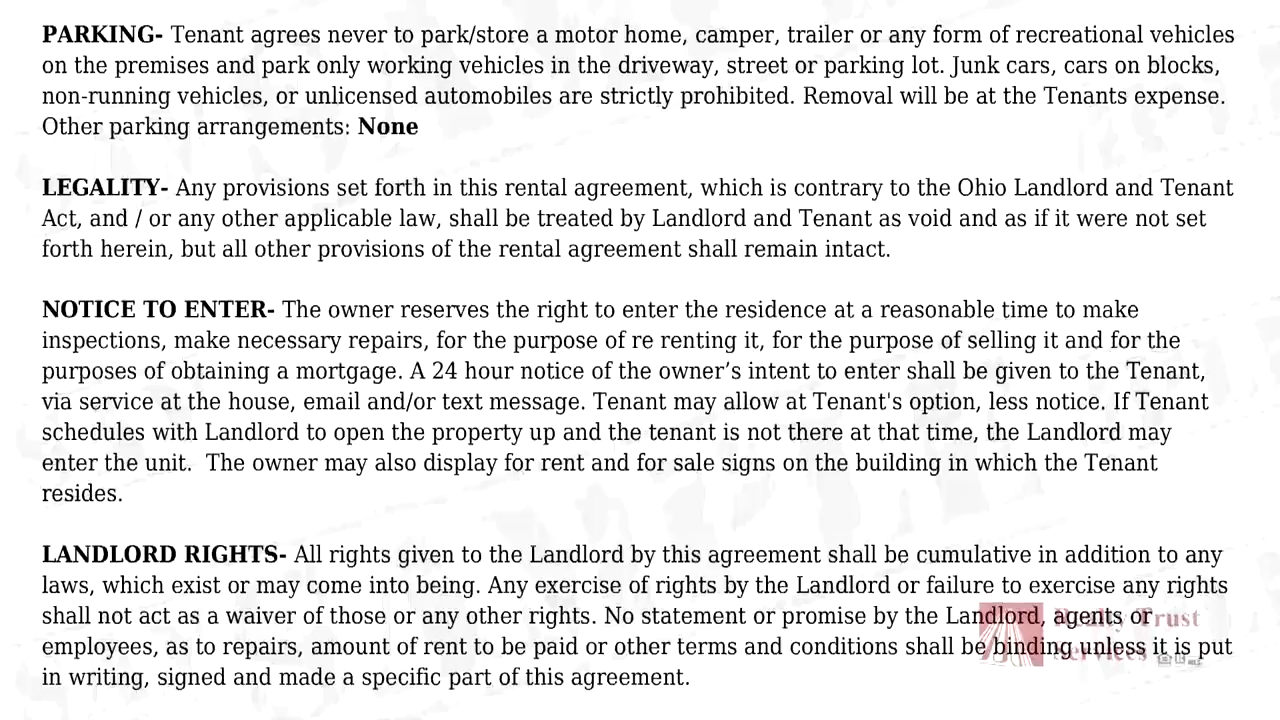 PARKING- Tenant agrees never to park/store a motor home, camper, trailer or any form of recreational vehicles
on the premises and park only working vehicles in the driveway, street or parking lot. Junk cars, cars on blocks,
non-running vehicles, or unlicensed automobiles are strictly prohibited. Removal will be at the Tenants expense.
Other parking arrangements: None
LEGALITY- Any provisions set forth in this rental agreement, which is contrary to the Ohio Landlord and Tenant
Act, and / or any other applicable law, shall be treated by Landlord and Tenant as void and as if it were not set
forth herein, but all other provisions of the rental agreement shall remain intact.
NOTICE TO ENTER- The owner reserves the right to enter the residence at a reasonable time to make
inspections, make necessary repairs, for the purpose of re renting it, for the purpose of selling it and for the
purposes of obtaining a mortgage. A 24 hour notice of the owner’s intent to enter shall be given to the Tenant,
via service at the house, email and/or text message. Tenant may allow at Tenant's option, less notice. If Tenant
schedules with Landlord to open the property up and the tenant is not there at that time, the Landlord may
enter the unit.  The owner may also display for rent and for sale signs on the building in which the Tenant
resides.
LANDLORD RIGHTS- All rights given to the Landlord by this agreement shall be cumulative in addition to any
laws, which exist or may come into being. Any exercise of rights by the Landlord or failure to exercise any rights
shall not act as a waiver of those or any other rights. No statement or promise by the Landlord, agents or
employees, as to repairs, amount of rent to be paid or other terms and conditions shall be binding unless it is put
in writing, signed and made a specific part of this agreement.
Realty Trust
Services